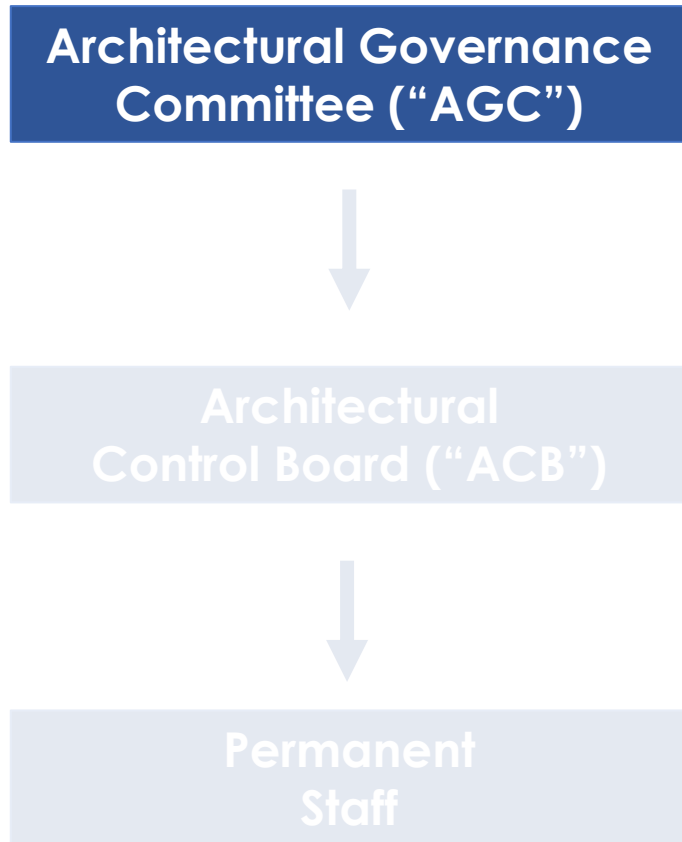 Architectural Governance
Committee (“AGC”)
Architectural
Control Board (“ACB”)
Permanent
Staff